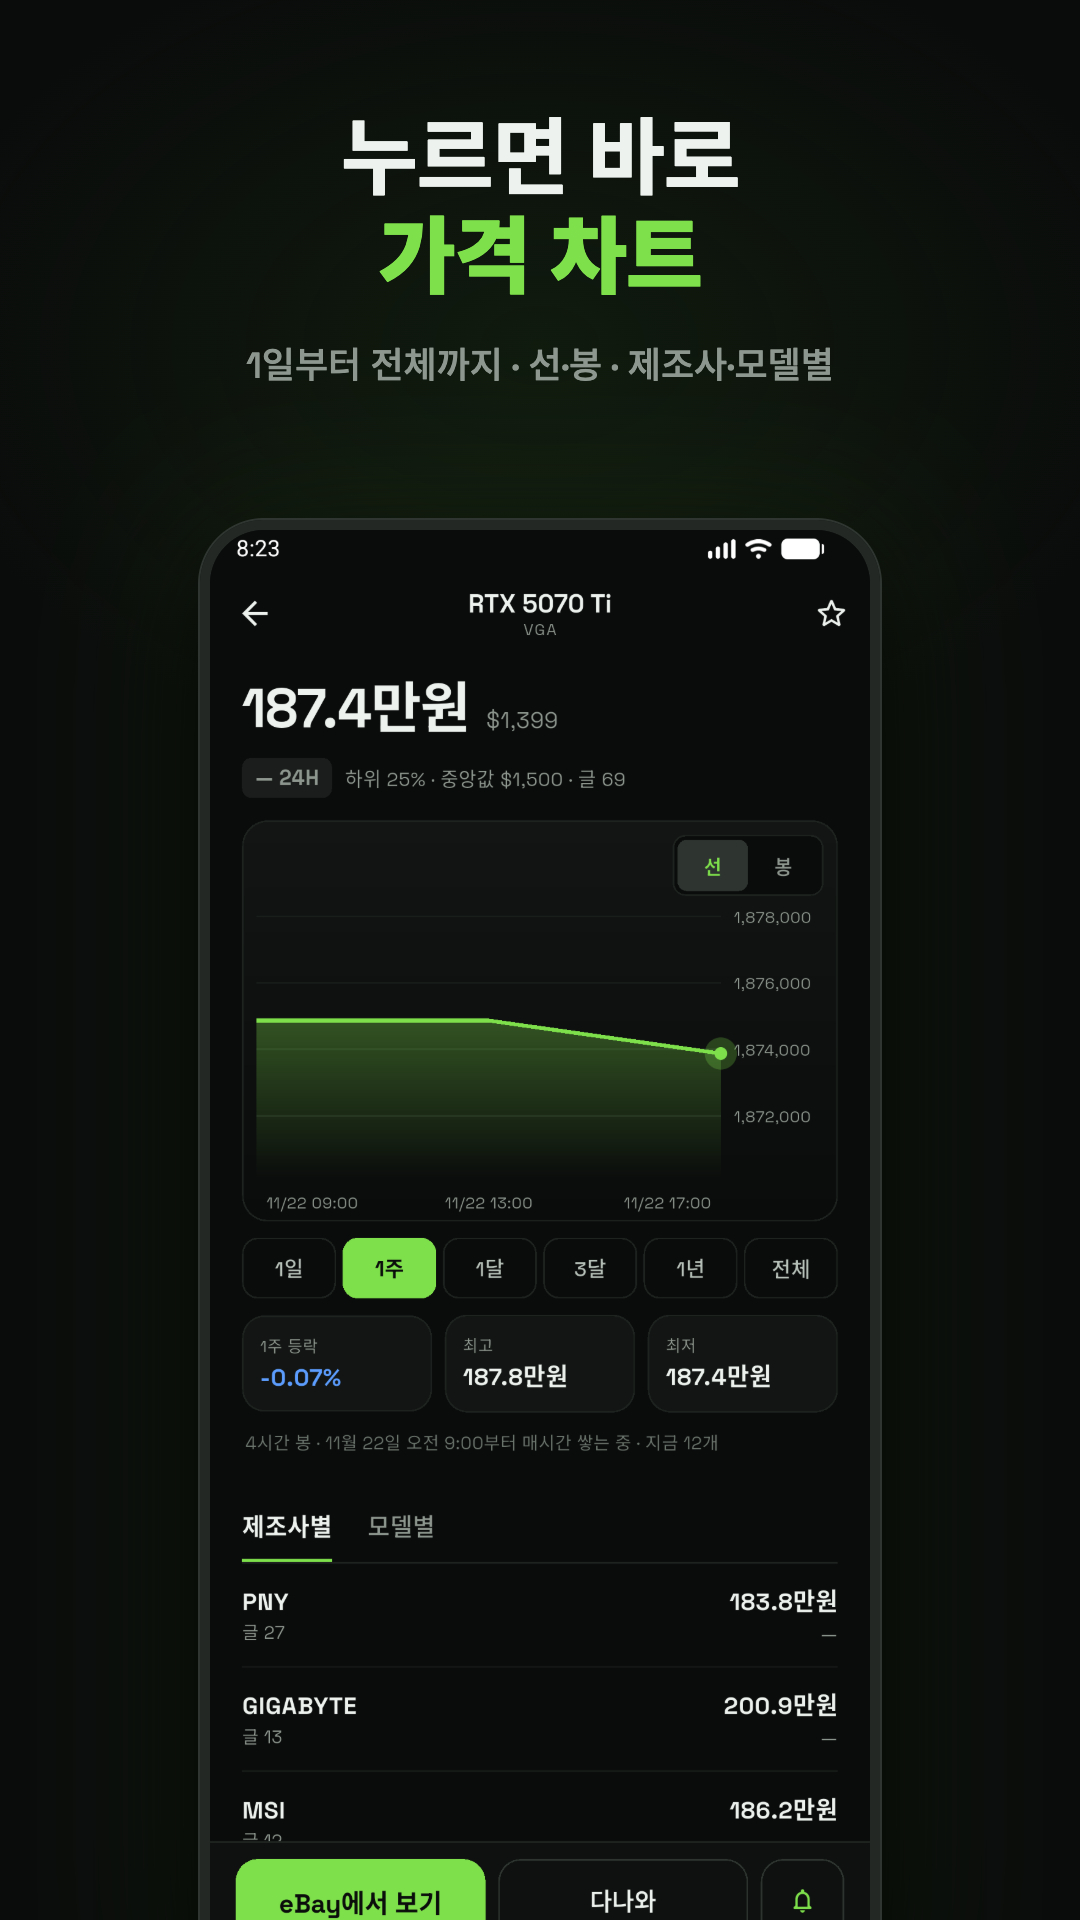 누르면 바로
가격 차트
1일부터 전체까지 · 선·봉 · 제조사·모델별
8:23
RTX 5070 Ti
VGA
187.4만원 $1,399
— 24H 하위 25% · 중앙값 $1,500 · 글 69
선 봉
1,878,000
1,876,000
1,874,000
1,872,000
11/22 09:00 11/22 13:00 11/22 17:00
1일 1주 1달 3달 1년 전체
1주 등락 최고 최저
-0.07% 187.8만원 187.4만원
4시간 봉 · 11월 22일 오전 9:00부터 매시간 쌓는 중 · 지금 12개
제조사별 모델별
PNY 183.8만원
글 27 —
GIGABYTE 200.9만원
글 13 —
MSI 186.2만원
글 12
eBay에서 보기 다나와